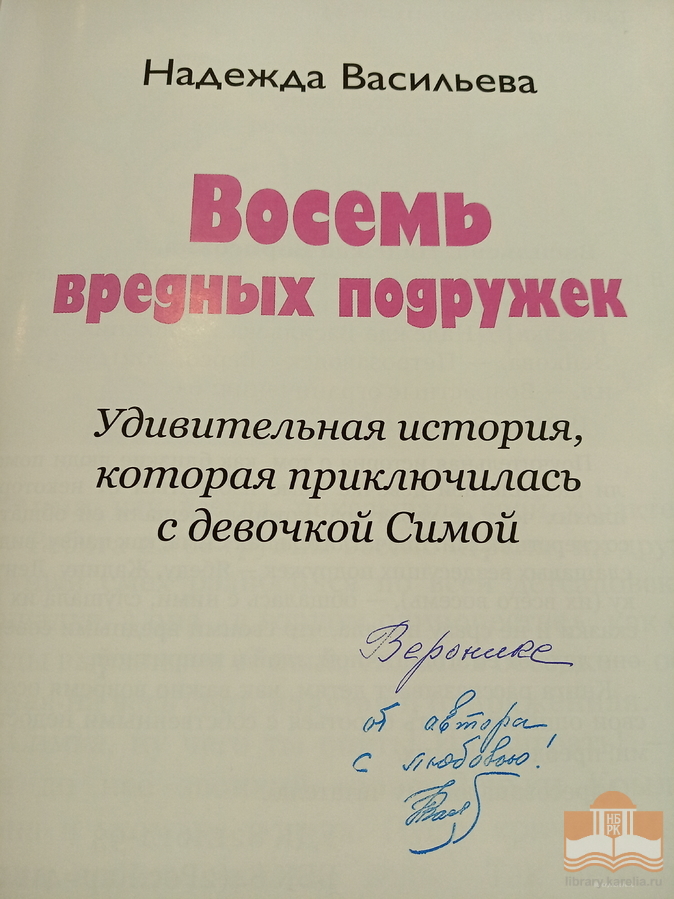 Надежда Васильева
Восемь
вредных подружек
Удивительная история,
которая приключилась
с девочкой Симой
Веронике
от автора
с любовью!
НБ
РК
library.karelia.ru